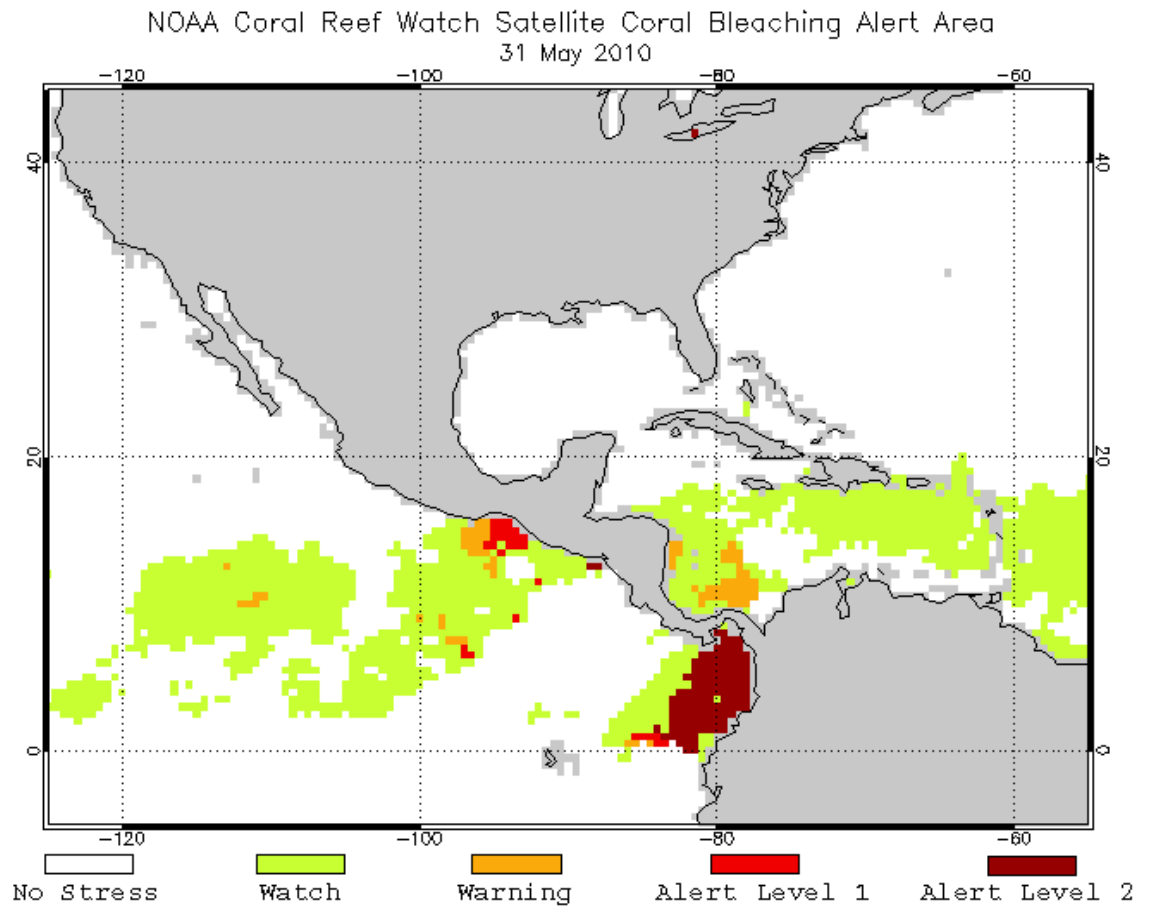 NOAA Coral Reef Watch Satellite Coral Bleaching Alert Area
31 May 2010
-120 -100 -80 -60
40 40
20 20
0 0
-120 -100 -80 -60
No Stress Watch Warning Alert Level 1 Alert Level 2